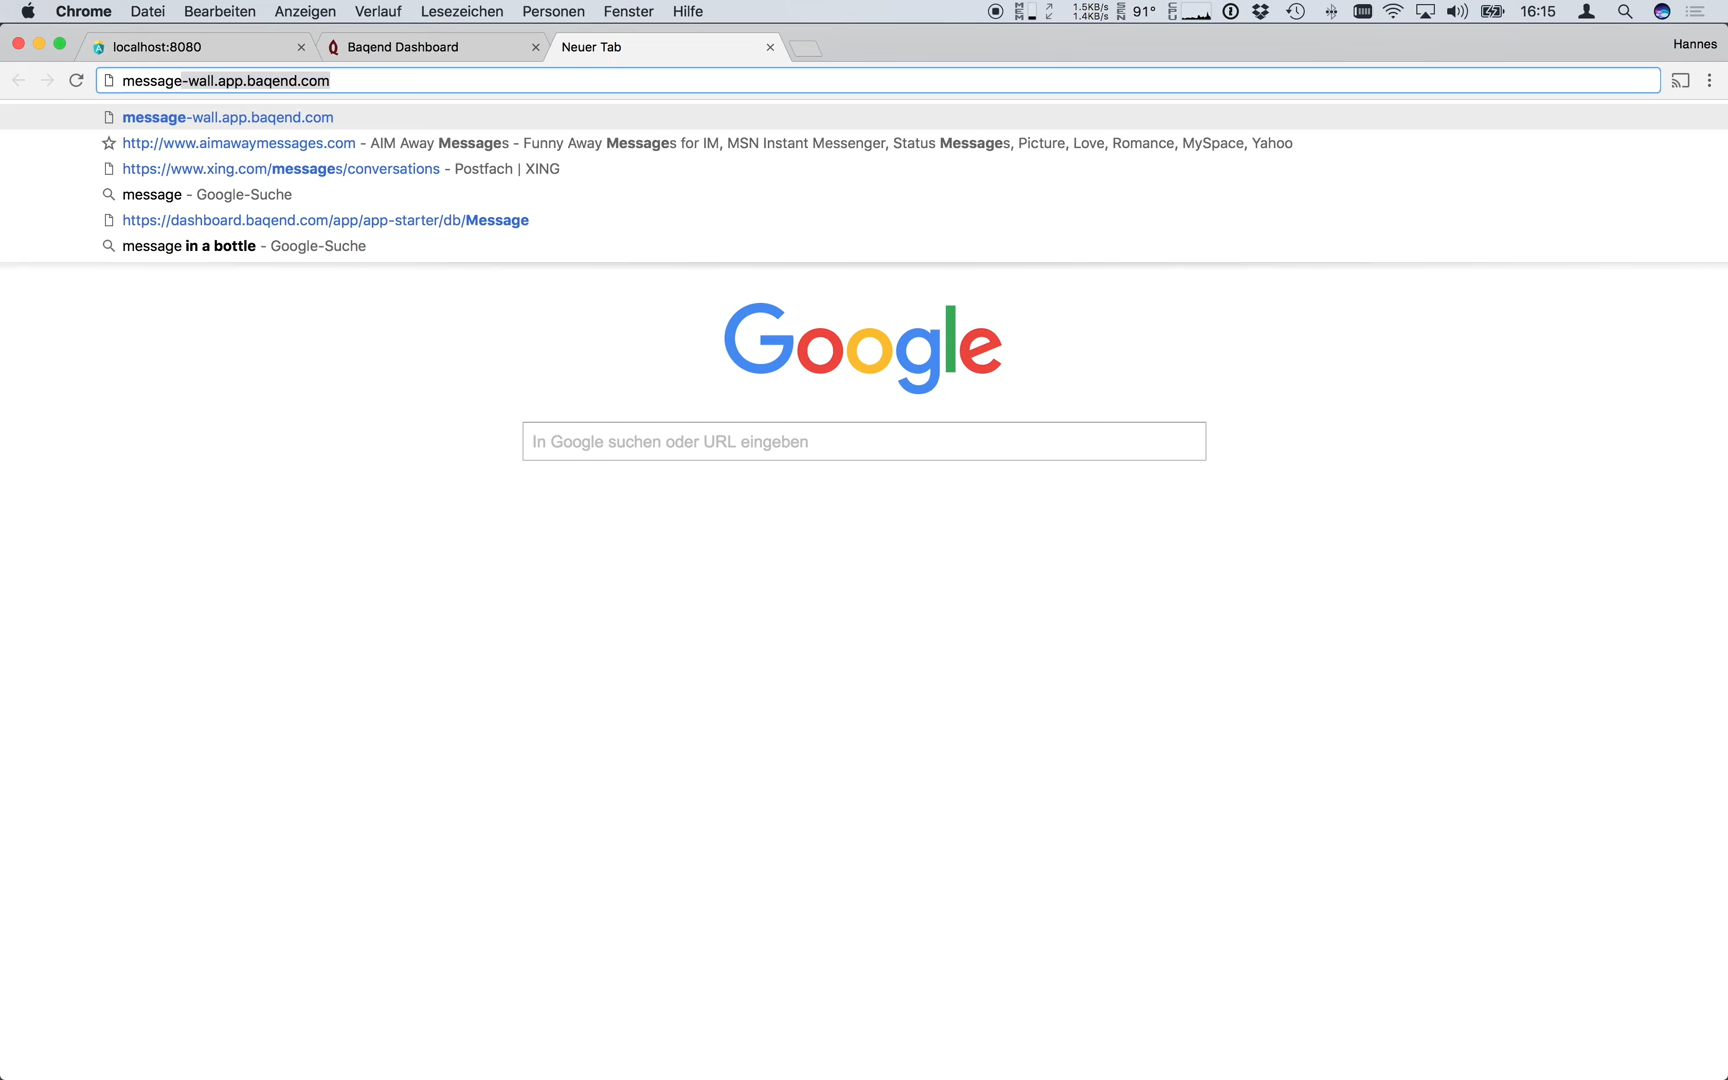 Chrome Datei Bearbeiten Anzeigen Verlauf Lesezeichen Personen Fenster Hilfe MEM 1.5KB/s 1.4KB/s SEN 91° CPU 16:15
localhost:8080 Baqend Dashboard Neuer Tab Hannes
message-wall.app.baqend.com
message-wall.app.baqend.com
http://www.aimawaymessages.com - AIM Away Messages - Funny Away Messages for IM, MSN Instant Messenger, Status Messages, Picture, Love, Romance, MySpace, Yahoo
https://www.xing.com/messages/conversations - Postfach | XING
message - Google-Suche
https://dashboard.baqend.com/app/app-starter/db/Message
message in a bottle - Google-Suche
Google
In Google suchen oder URL eingeben